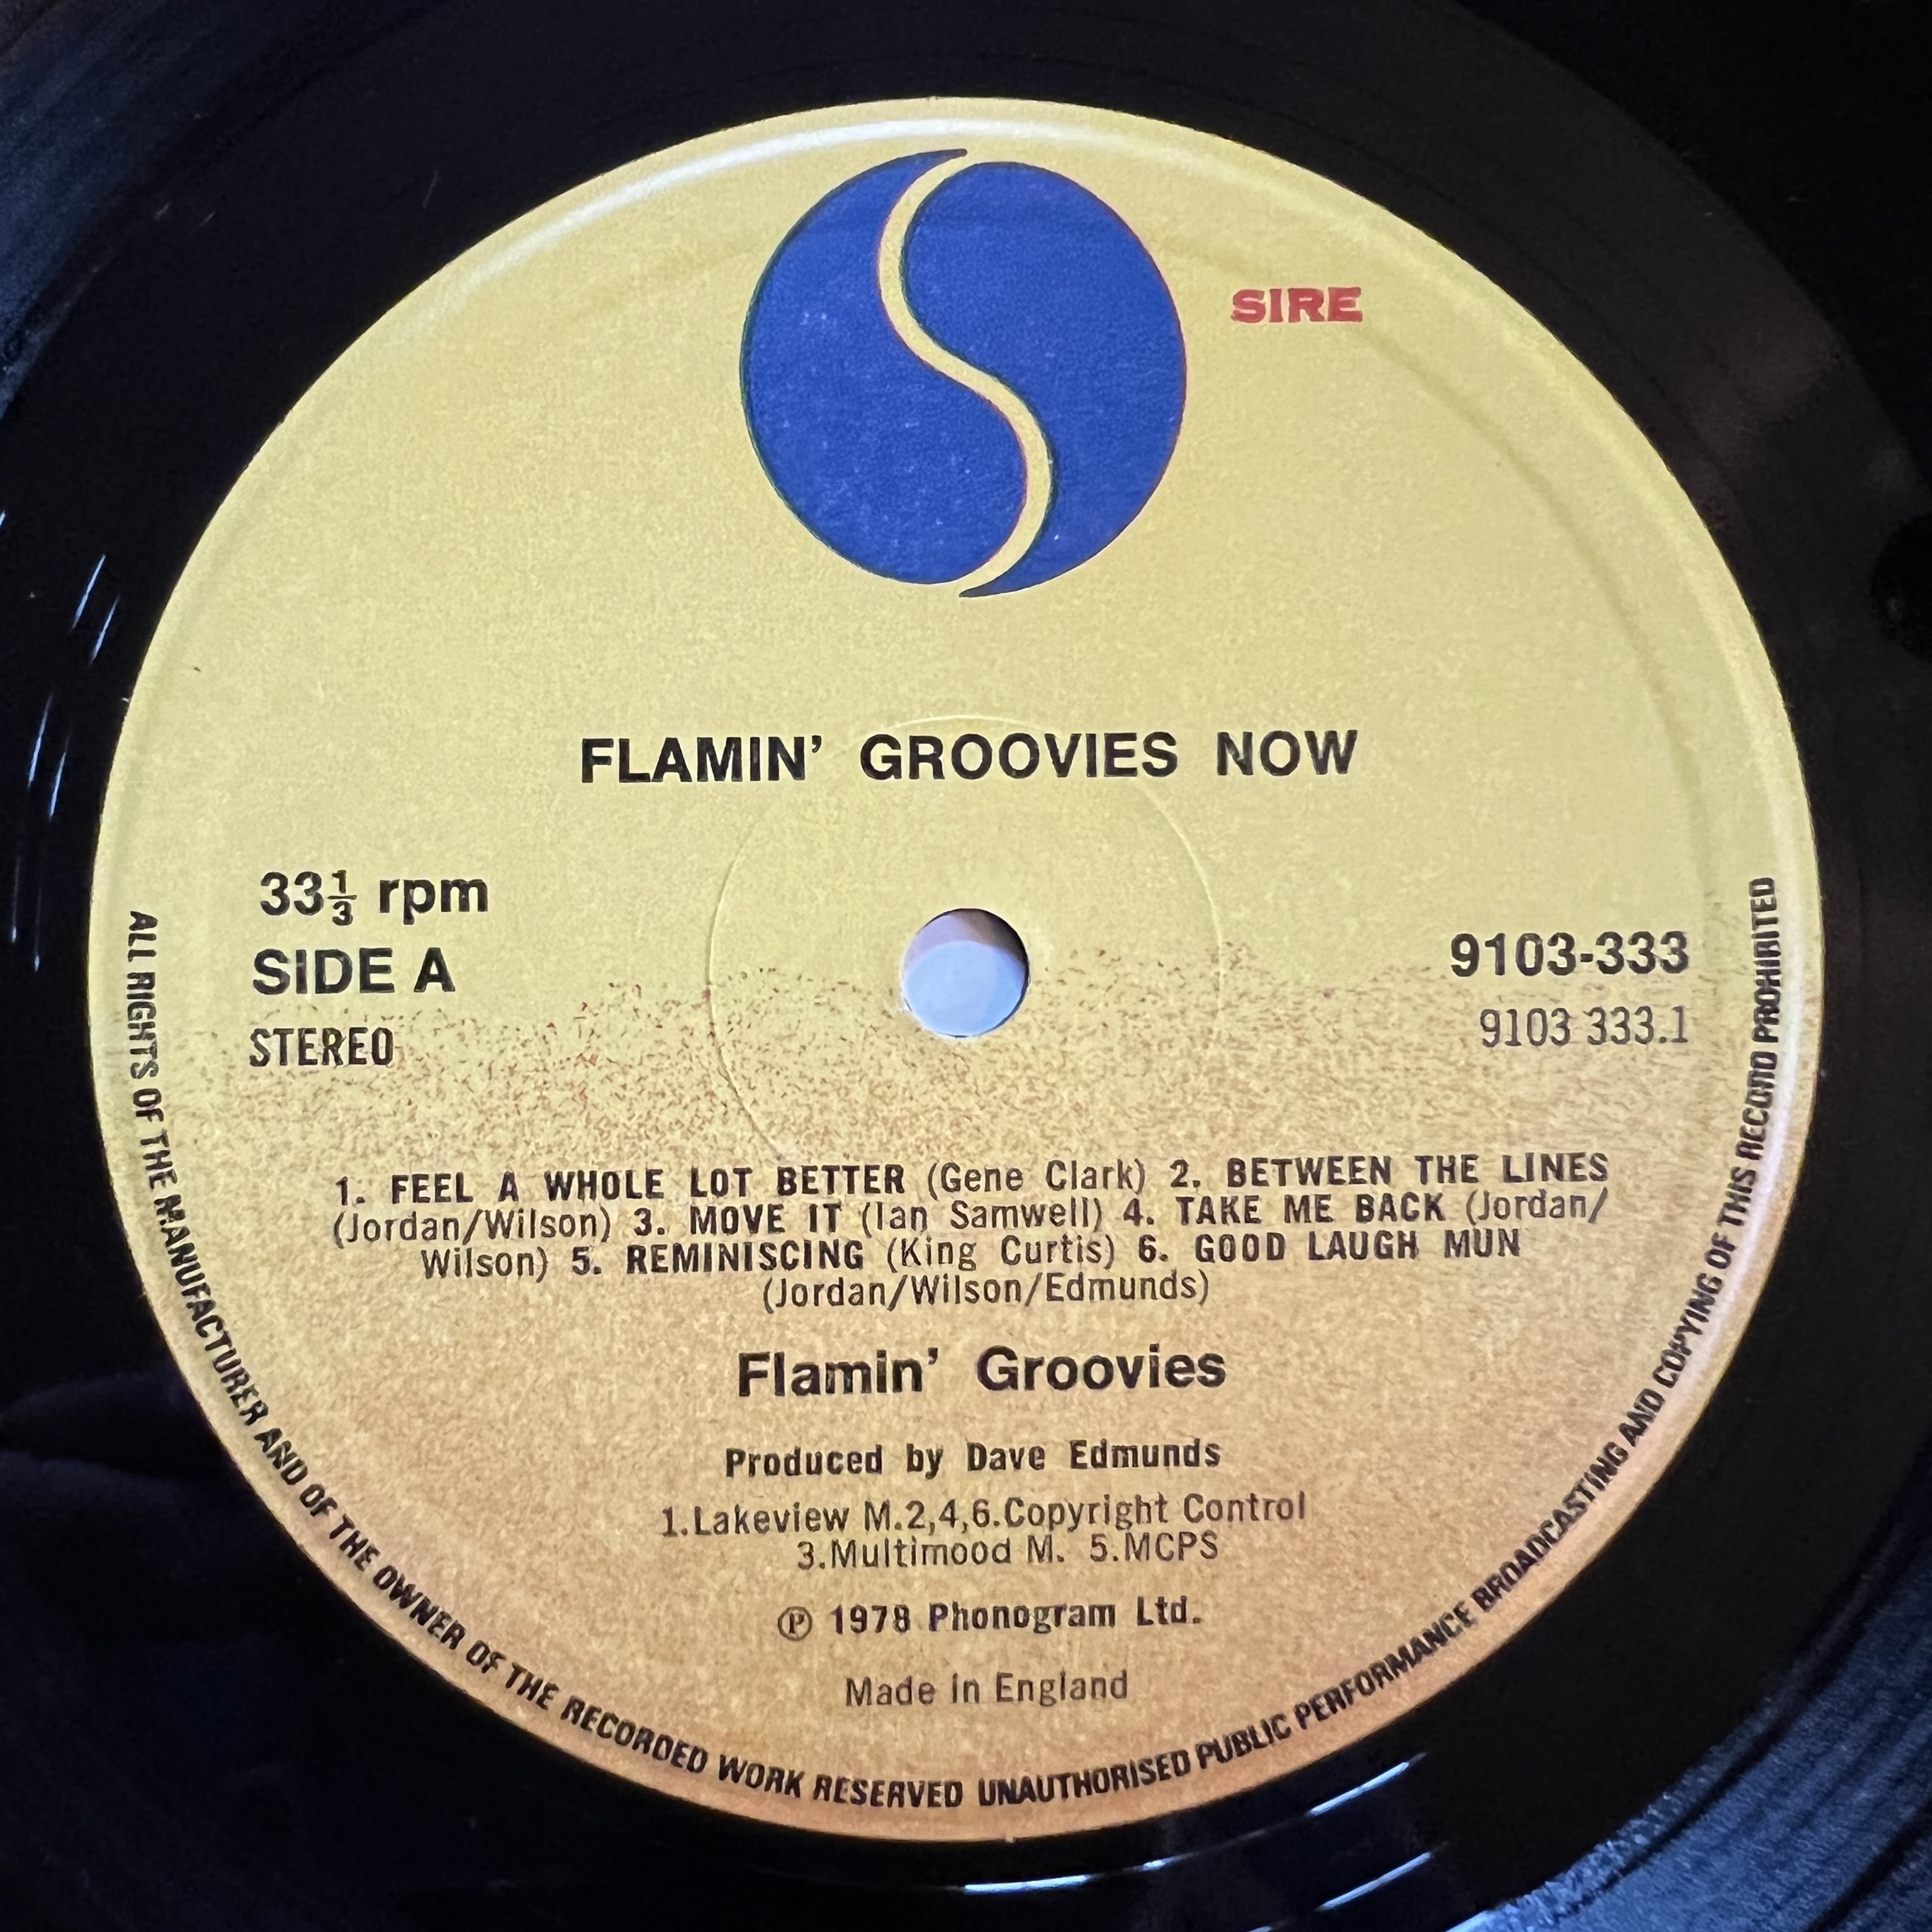 SIRE
FLAMIN' GROOVIES NOW
33⅓ rpm
SIDE A
STEREO
9103-333
9103 333.1
1. FEEL A WHOLE LOT BETTER (Gene Clark) 2. BETWEEN THE LINES
(Jordan/Wilson) 3. MOVE IT (Ian Samwell) 4. TAKE ME BACK (Jordan/
Wilson) 5. REMINISCING (King Curtis) 6. GOOD LAUGH MUN
(Jordan/Wilson/Edmunds)
Flamin' Groovies
Produced by Dave Edmunds
1.Lakeview M.2,4,6.Copyright Control
3.Multimood M. 5.MCPS
℗ 1978 Phonogram Ltd.
Made in England
ALL RIGHTS OF THE MANUFACTURER AND OF THE OWNER OF THE RECORDED WORK RESERVED UNAUTHORISED PUBLIC PERFORMANCE BROADCASTING AND COPYING OF THIS RECORD PROHIBITED